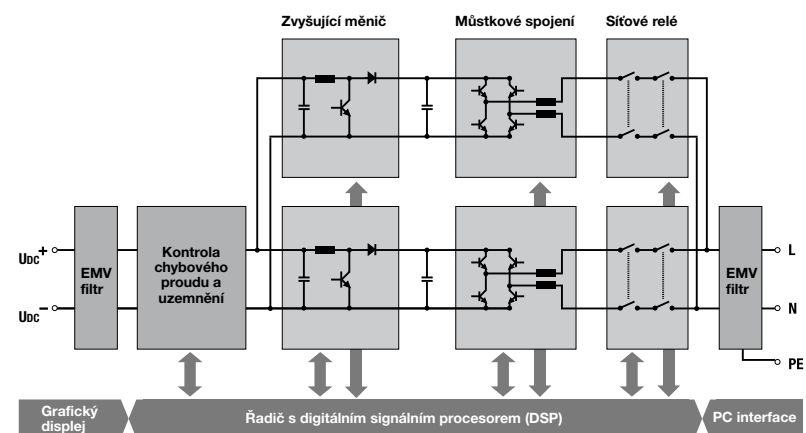 Zvyšující měnič
Můstkové spojení
Síťové relé
UDC+
UDC−
EMV
filtr
Kontrola
chybového
proudu a
uzemnění
EMV
filtr
L
N
PE
Grafický
displej
Řadič s digitálním signálním procesorem (DSP)
PC interface